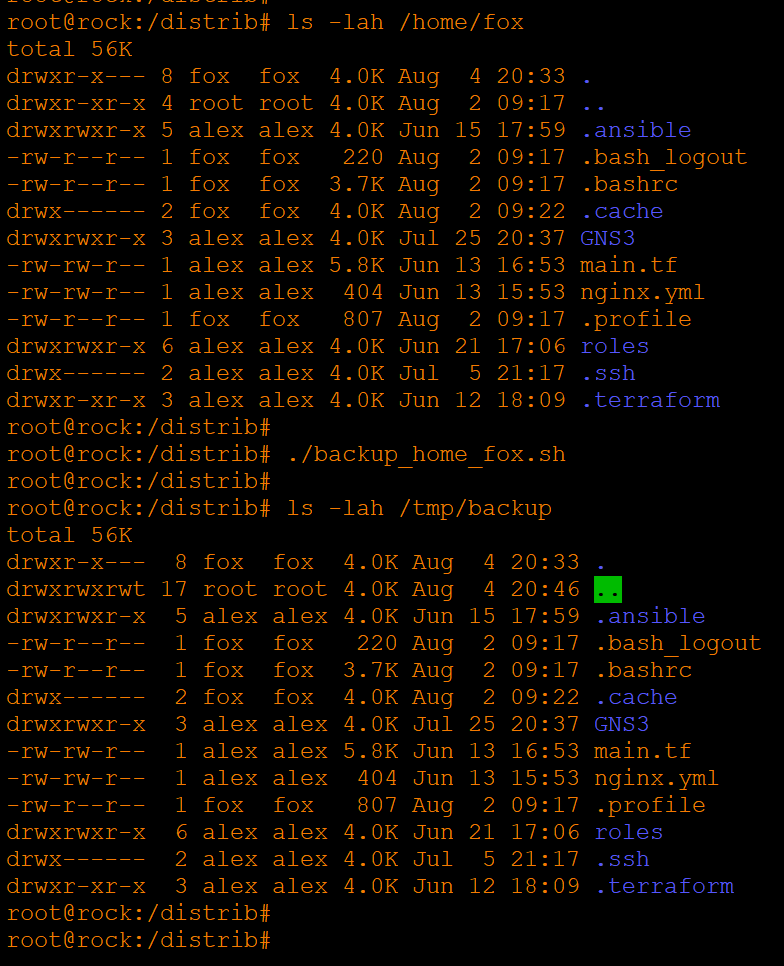 root@rock:/distrib#
root@rock:/distrib# ls -lah /home/fox
total 56K
drwxr-x--- 8 fox  fox  4.0K Aug  4 20:33 .
drwxr-xr-x 4 root root 4.0K Aug  2 09:17 ..
drwxrwxr-x 5 alex alex 4.0K Jun 15 17:59 .ansible
-rw-r--r-- 1 fox  fox   220 Aug  2 09:17 .bash_logout
-rw-r--r-- 1 fox  fox  3.7K Aug  2 09:17 .bashrc
drwx------ 2 fox  fox  4.0K Aug  2 09:22 .cache
drwxrwxr-x 3 alex alex 4.0K Jul 25 20:37 GNS3
-rw-rw-r-- 1 alex alex 5.8K Jun 13 16:53 main.tf
-rw-rw-r-- 1 alex alex  404 Jun 13 15:53 nginx.yml
-rw-r--r-- 1 fox  fox   807 Aug  2 09:17 .profile
drwxrwxr-x 6 alex alex 4.0K Jun 21 17:06 roles
drwx------ 2 alex alex 4.0K Jul  5 21:17 .ssh
drwxr-xr-x 3 alex alex 4.0K Jun 12 18:09 .terraform
root@rock:/distrib#
root@rock:/distrib# ./backup_home_fox.sh
root@rock:/distrib#
root@rock:/distrib# ls -lah /tmp/backup
total 56K
drwxr-x---  8 fox  fox  4.0K Aug  4 20:33 .
drwxrwxrwt 17 root root 4.0K Aug  4 20:46 ..
drwxrwxr-x  5 alex alex 4.0K Jun 15 17:59 .ansible
-rw-r--r--  1 fox  fox   220 Aug  2 09:17 .bash_logout
-rw-r--r--  1 fox  fox  3.7K Aug  2 09:17 .bashrc
drwx------  2 fox  fox  4.0K Aug  2 09:22 .cache
drwxrwxr-x  3 alex alex 4.0K Jul 25 20:37 GNS3
-rw-rw-r--  1 alex alex 5.8K Jun 13 16:53 main.tf
-rw-rw-r--  1 alex alex  404 Jun 13 15:53 nginx.yml
-rw-r--r--  1 fox  fox   807 Aug  2 09:17 .profile
drwxrwxr-x  6 alex alex 4.0K Jun 21 17:06 roles
drwx------  2 alex alex 4.0K Jul  5 21:17 .ssh
drwxr-xr-x  3 alex alex 4.0K Jun 12 18:09 .terraform
root@rock:/distrib#
root@rock:/distrib#